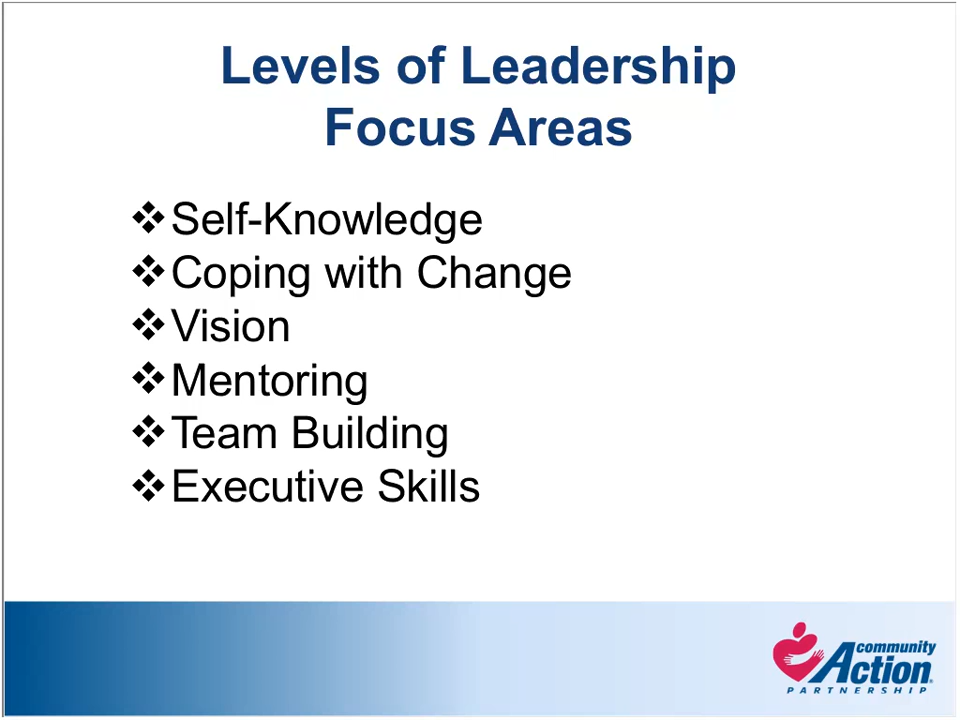 Levels of Leadership
Focus Areas
❖Self-Knowledge
❖Coping with Change
❖Vision
❖Mentoring
❖Team Building
❖Executive Skills
community
Action®
PARTNERSHIP